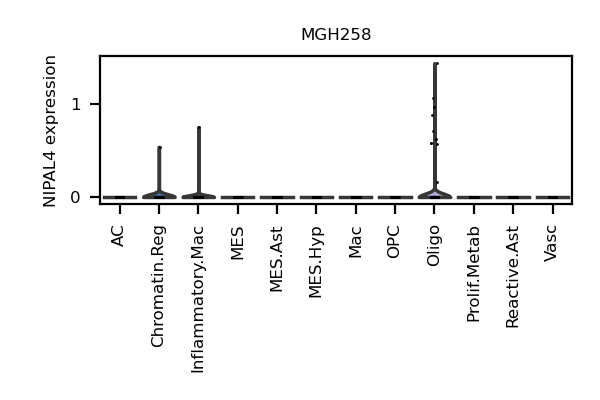 MGH258
NIPAL4 expression
1
0
AC
Chromatin.Reg
Inflammatory.Mac
MES
MES.Ast
MES.Hyp
Mac
OPC
Oligo
Prolif.Metab
Reactive.Ast
Vasc